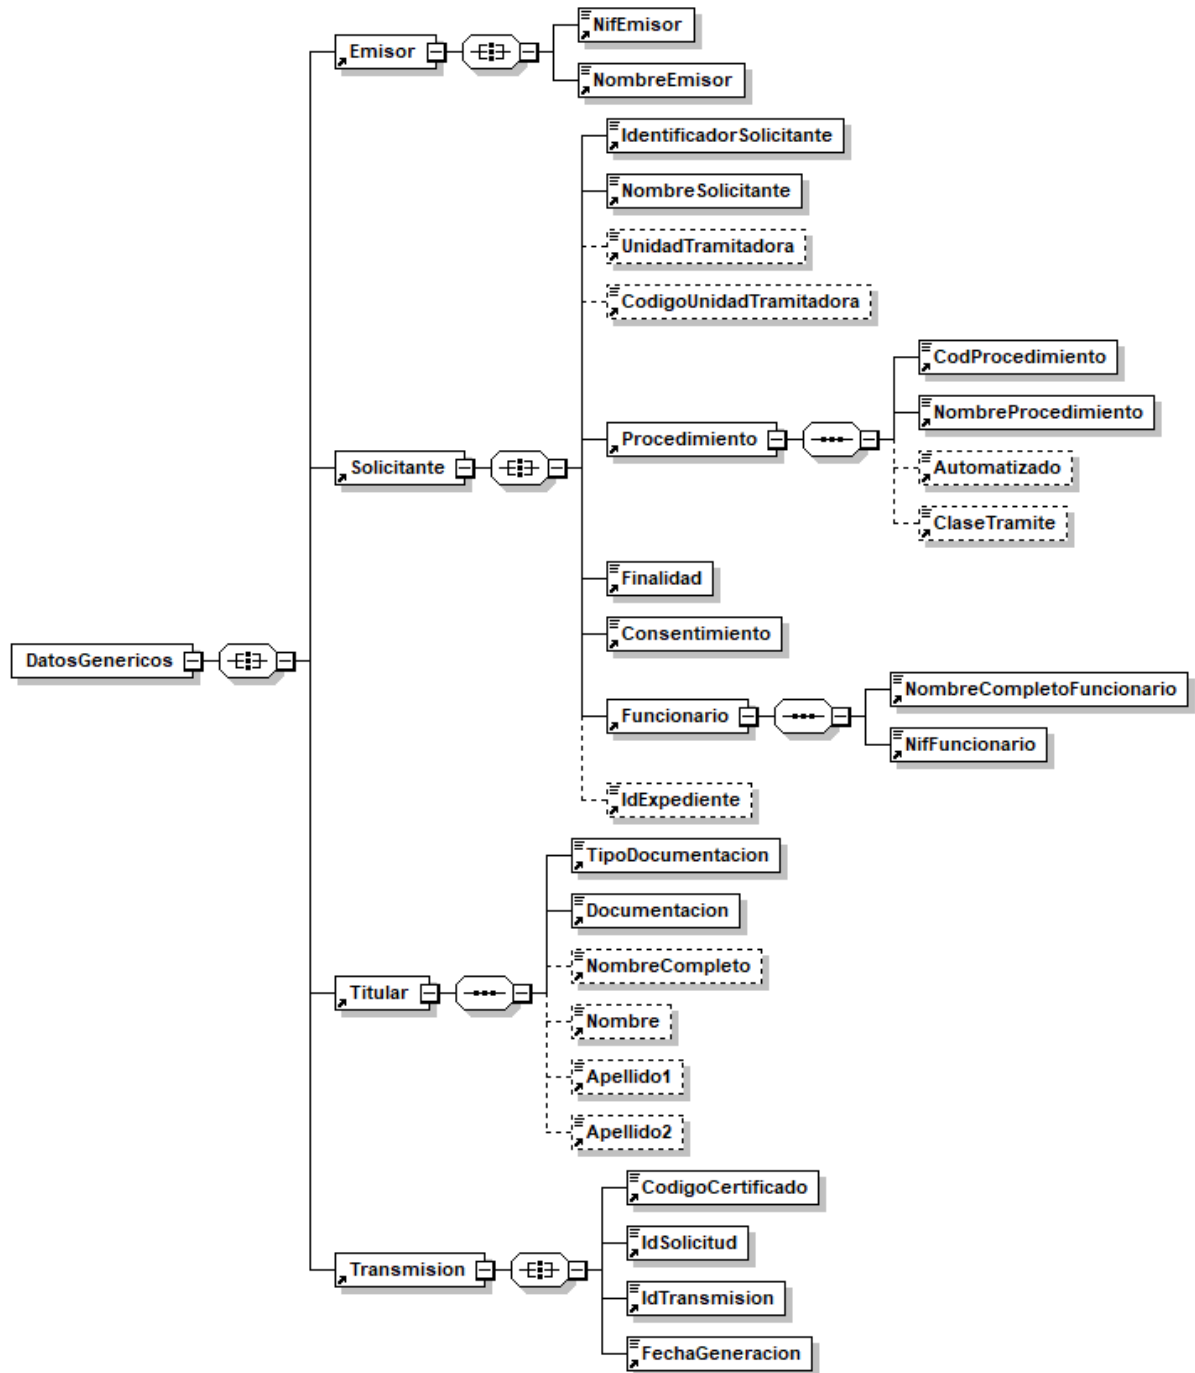 NifEmisor
Emisor
NombreEmisor
IdentificadorSolicitante
NombreSolicitante
UnidadTramitadora
CodigoUnidadTramitadora
CodProcedimiento
NombreProcedimiento
Procedimiento
Automatizado
Solicitante
ClaseTramite
Finalidad
Consentimiento
DatosGenericos
NombreCompletoFuncionario
Funcionario
NifFuncionario
IdExpediente
TipoDocumentacion
Documentacion
NombreCompleto
Titular
Nombre
Apellido1
Apellido2
CodigoCertificado
IdSolicitud
Transmision
IdTransmision
FechaGeneracion